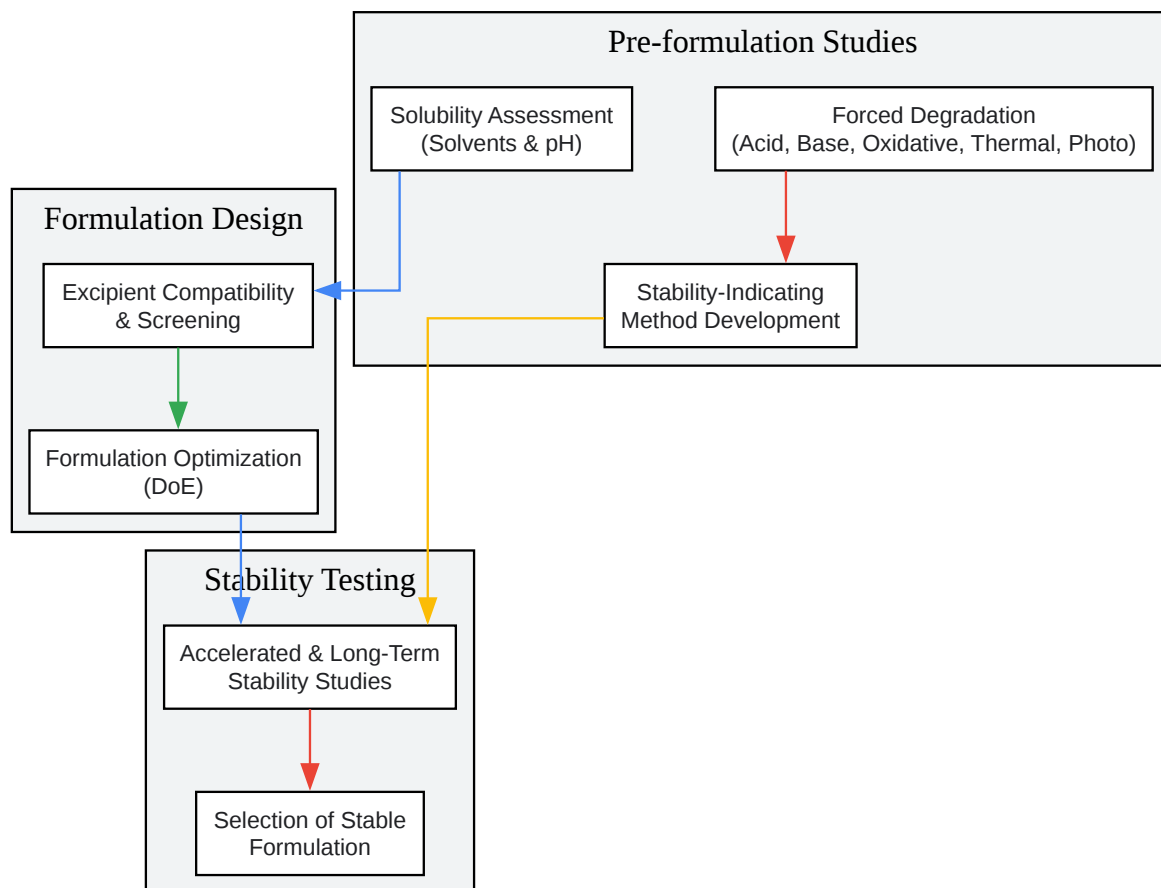 Pre-formulation Studies
Solubility Assessment
(Solvents & pH)
Forced Degradation
(Acid, Base, Oxidative, Thermal, Photo)
Stability-Indicating
Method Development
Formulation Design
Excipient Compatibility
& Screening
Formulation Optimization
(DoE)
Stability Testing
Accelerated & Long-Term
Stability Studies
Selection of Stable
Formulation